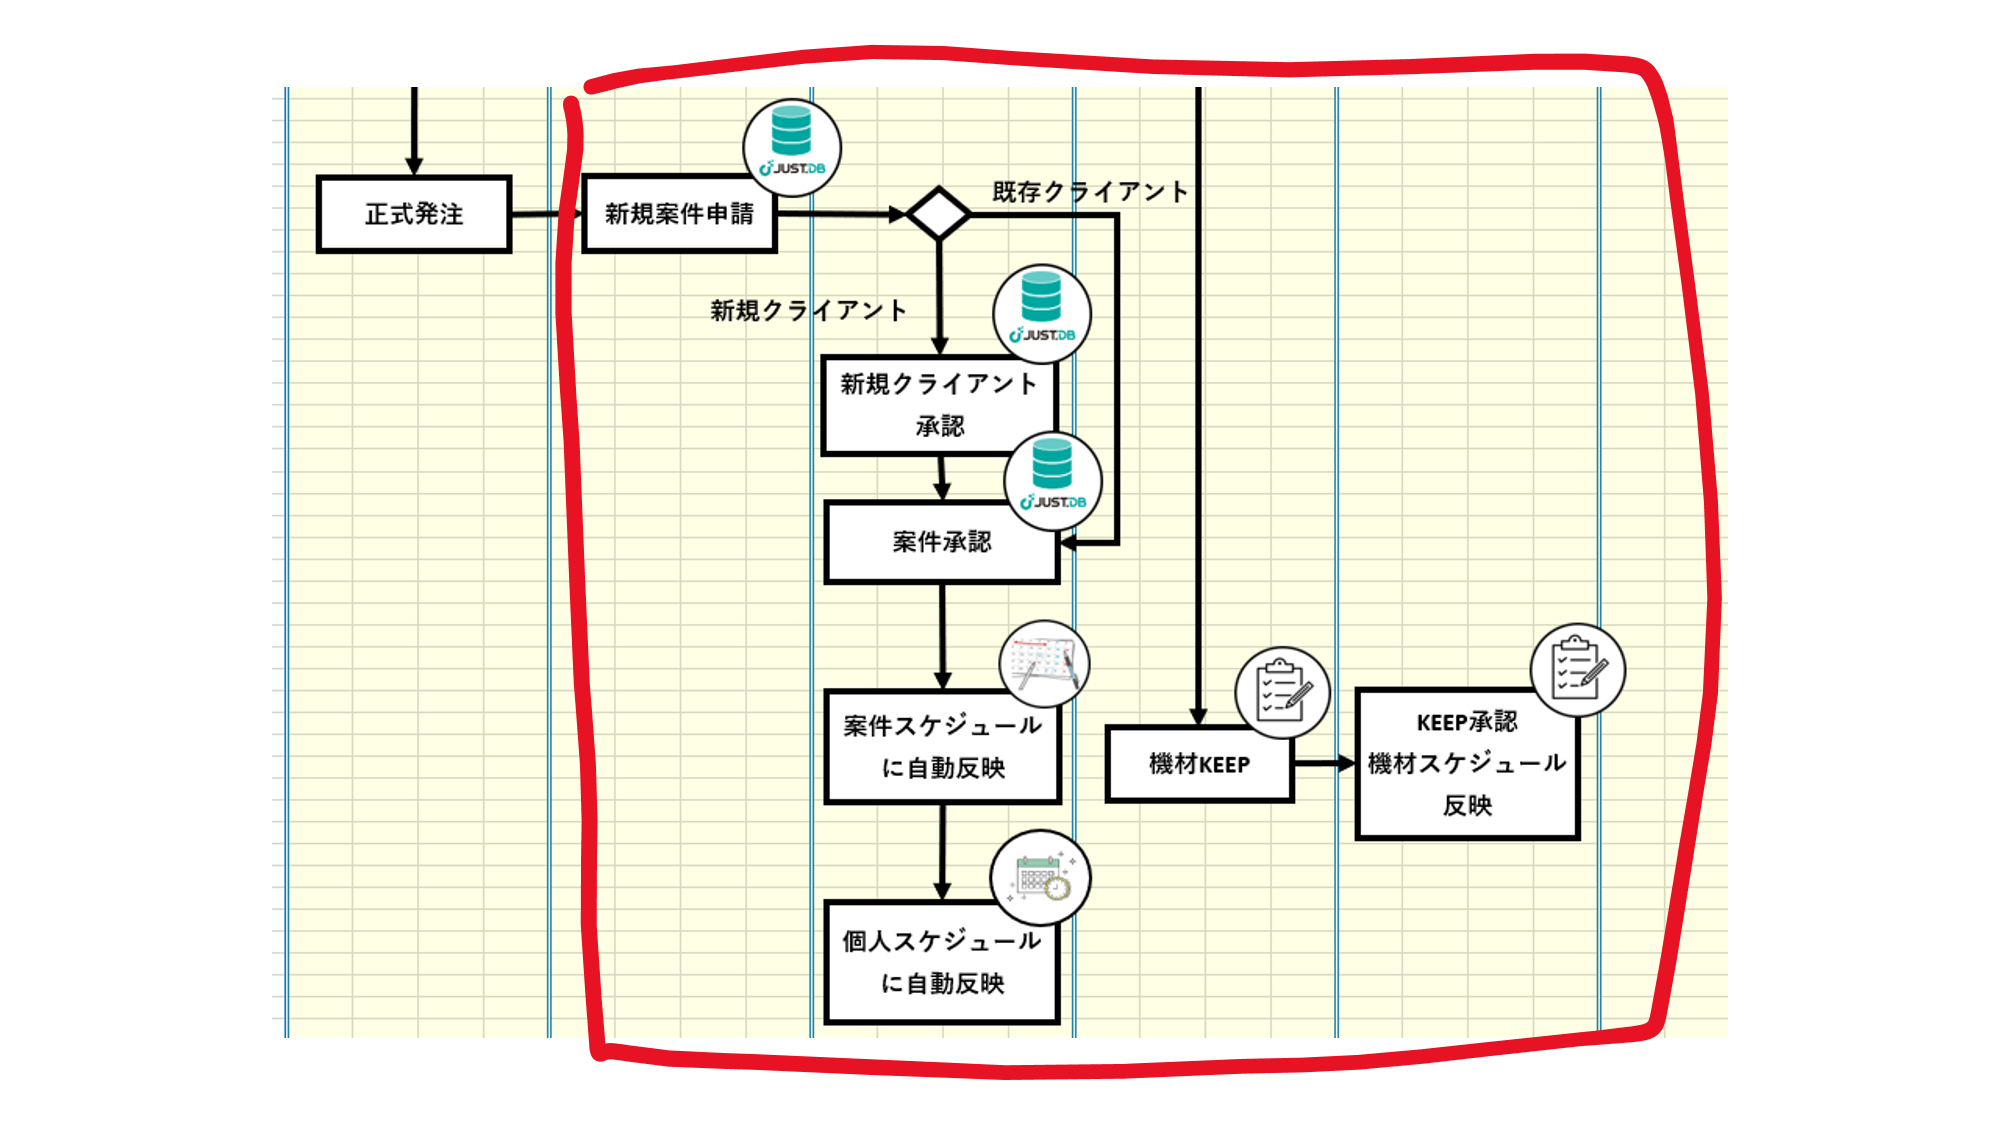 JUST.DB
正式発注
新規案件申請
既存クライアント
新規クライアント
JUST.DB
新規クライアント
承認
JUST.DB
案件承認
案件スケジュール
に自動反映
機材KEEP
KEEP承認
機材スケジュール
反映
個人スケジュール
に自動反映